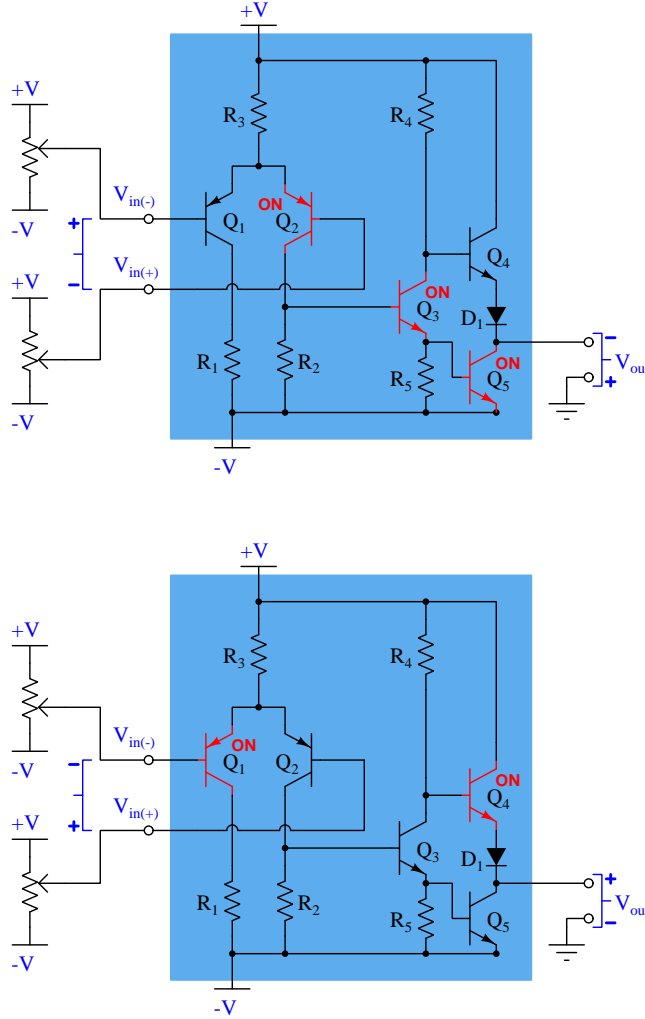 +V
+V
R3
R4
Vin(-)
ON
Q1
Q2
-V
+
Q4
Vin(+)
-
+V
ON
Q3
D1
-
ON
Vou
R1
R2
R5
Q5
+
-V
-V
+V
+V
R3
R4
Vin(-)
ON
ON
Q1
Q2
-V
-
Q4
Vin(+)
+
+V
Q3
D1
+
Vou
R1
R2
R5
Q5
-
-V
-V